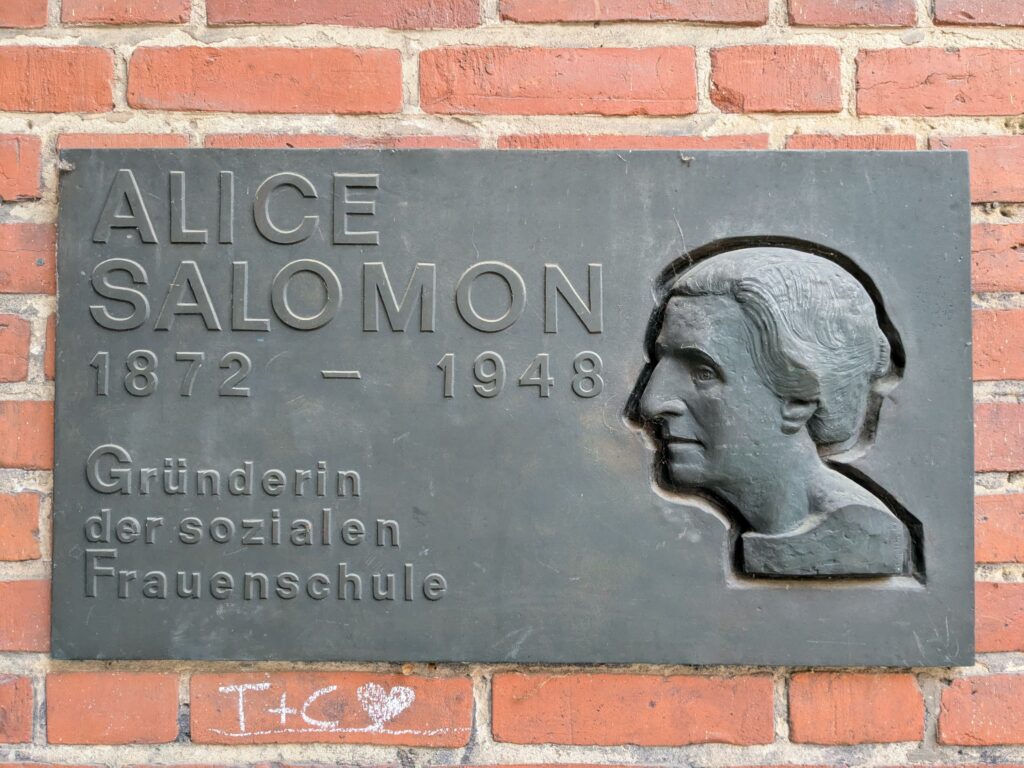 ALICE
SALOMON
1872 – 1948
Gründerin
der sozialen
Frauenschule
T+C